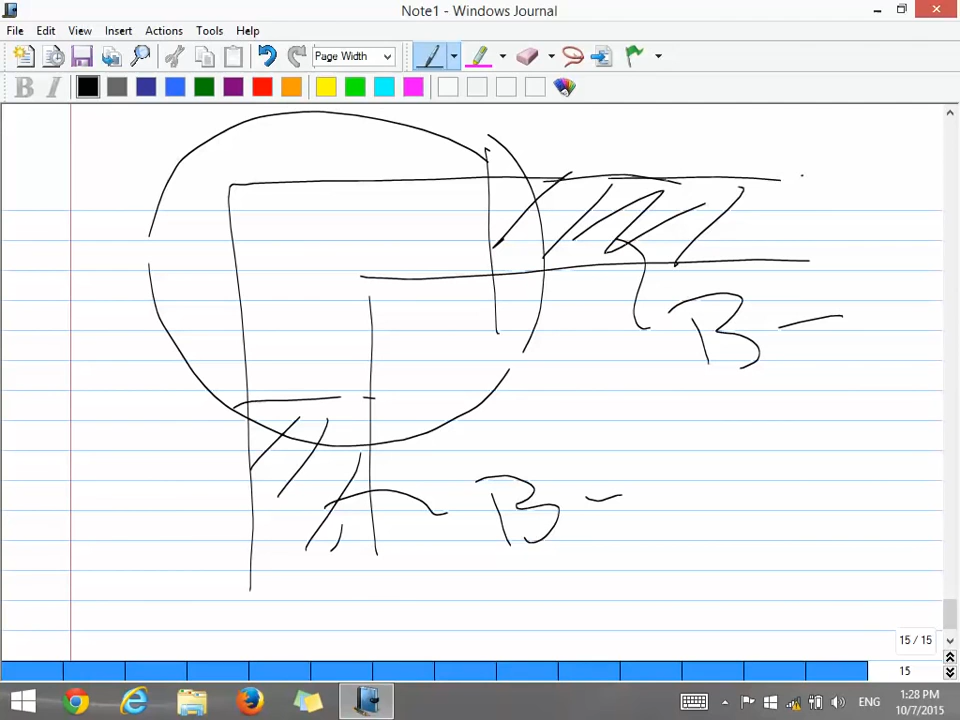 Note1 - Windows Journal
File Edit View Insert Actions Tools Help
Page Width
B I
B -
B -
15 / 15
15
ENG
1:28 PM
10/7/2015